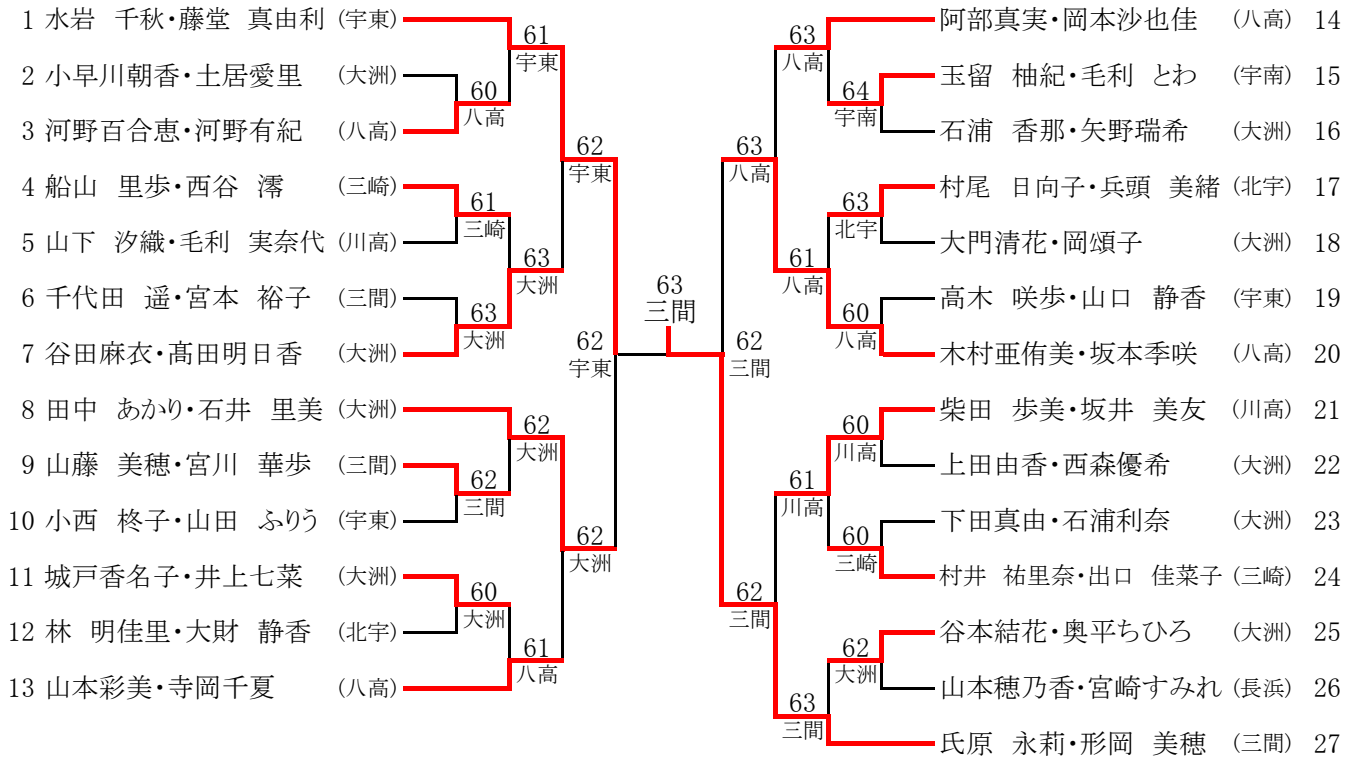 1 水岩 千秋・藤堂 真由利 (宇東)
2 小早川朝香・土居愛里 (大洲)
3 河野百合恵・河野有紀 (八高)
4 船山 里歩・西谷 澪 (三崎)
5 山下 汐織・毛利 実奈代 (川高)
6 千代田 遥・宮本 裕子 (三間)
7 谷田麻衣・髙田明日香 (大洲)
8 田中 あかり・石井 里美 (大洲)
9 山藤 美穂・宮川 華歩 (三間)
10 小西 柊子・山田 ふりう (宇東)
11 城戸香名子・井上七菜 (大洲)
12 林 明佳里・大財 静香 (北宇)
13 山本彩美・寺岡千夏 (八高)
61
宇東
60
八高
62
宇東
61
三崎
63
大洲
63
大洲
62
宇東
62
大洲
62
三間
62
大洲
60
大洲
61
八高
63
三間
63
八高
64
宇南
63
八高
63
北宇
61
八高
60
八高
62
三間
60
川高
61
川高
60
三崎
62
三間
62
大洲
63
三間
阿部真実・岡本沙也佳 (八高) 14
玉留 柚紀・毛利 とわ (宇南) 15
石浦 香那・矢野瑞希 (大洲) 16
村尾 日向子・兵頭 美緒 (北宇) 17
大門清花・岡頌子 (大洲) 18
高木 咲歩・山口 静香 (宇東) 19
木村亜侑美・坂本季咲 (八高) 20
柴田 歩美・坂井 美友 (川高) 21
上田由香・西森優希 (大洲) 22
下田真由・石浦利奈 (大洲) 23
村井 祐里奈・出口 佳菜子 (三崎) 24
谷本結花・奥平ちひろ (大洲) 25
山本穂乃香・宮崎すみれ (長浜) 26
氏原 永莉・形岡 美穂 (三間) 27